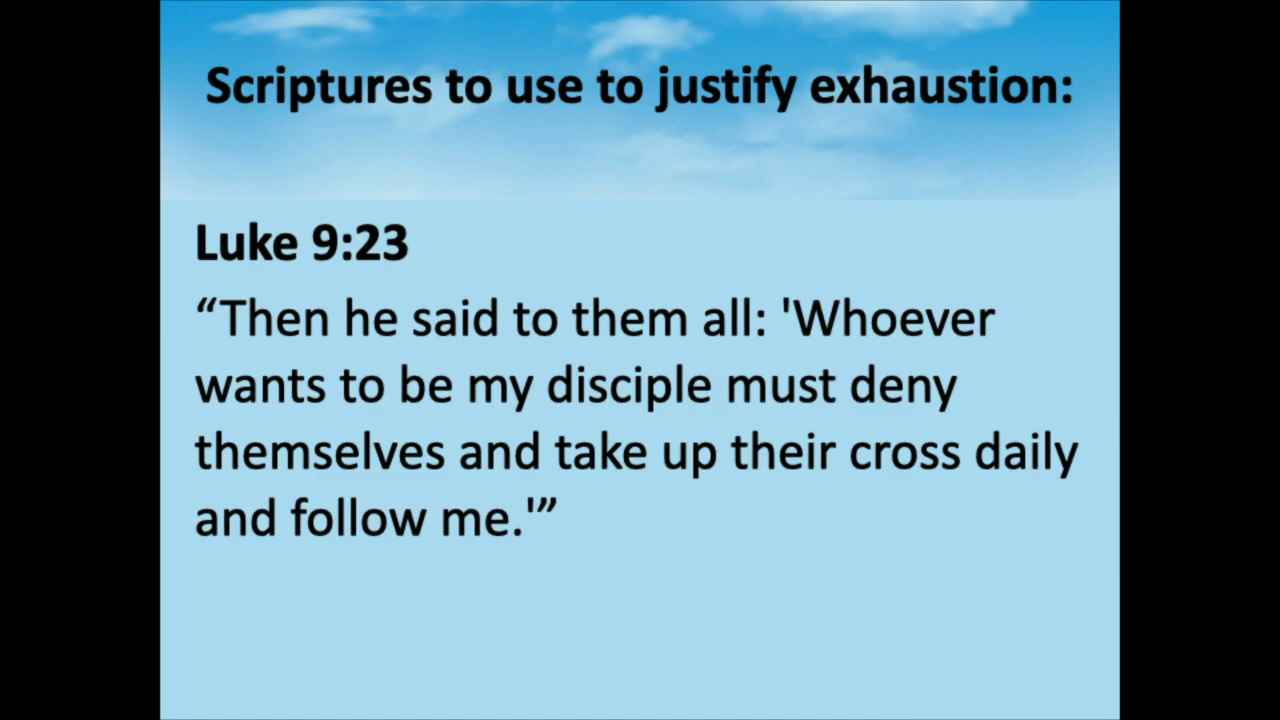 Scriptures to use to justify exhaustion:
Luke 9:23
“Then he said to them all: 'Whoever
wants to be my disciple must deny
themselves and take up their cross daily
and follow me.'”